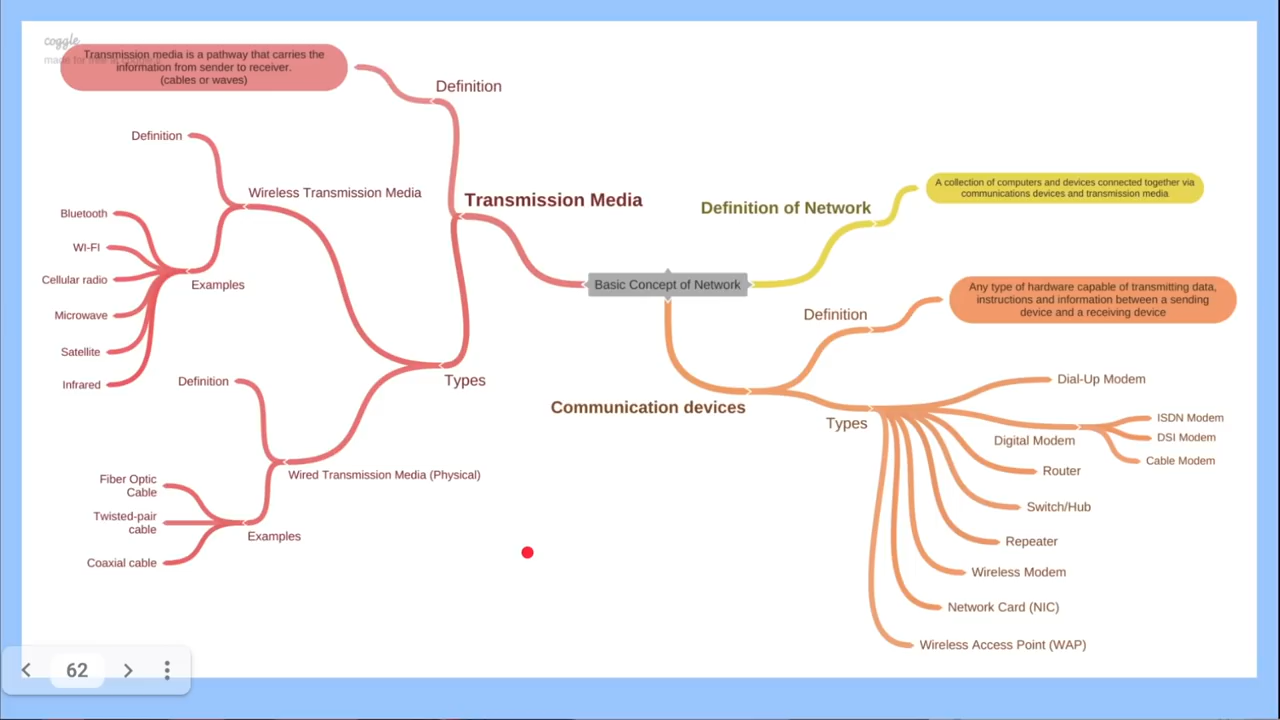 coggle
Transmission media is a pathway that carries the
information from sender to receiver.
(cables or waves)
Definition
Definition
Wireless Transmission Media
Transmission Media
Bluetooth
WI-FI
Cellular radio
Examples
Microwave
Satellite
Infrared
Definition
Types
Wired Transmission Media (Physical)
Fiber Optic
Cable
Twisted-pair
cable
Examples
Coaxial cable
Basic Concept of Network
Definition of Network
A collection of computers and devices connected together via
communications devices and transmission media
Communication devices
Definition
Any type of hardware capable of transmitting data,
instructions and information between a sending
device and a receiving device
Types
Dial-Up Modem
Digital Modem
ISDN Modem
DSI Modem
Cable Modem
Router
Switch/Hub
Repeater
Wireless Modem
Network Card (NIC)
Wireless Access Point (WAP)
62